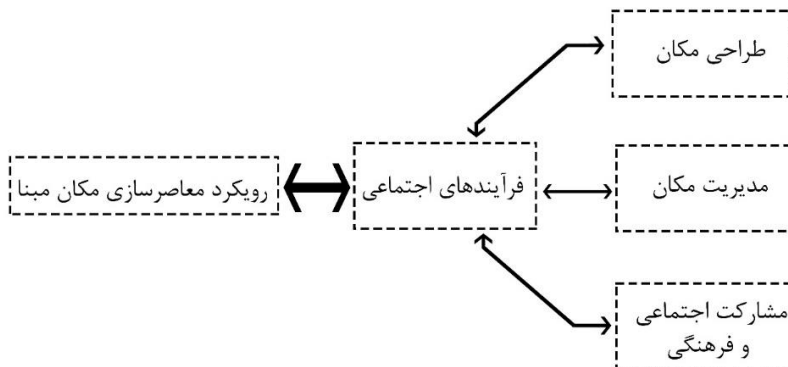 طراحی مکان
مدیریت مکان
فرآیندهای اجتماعی
رویکرد معاصرسازی مکان مبنا
مشارکت اجتماعی
و فرهنگی